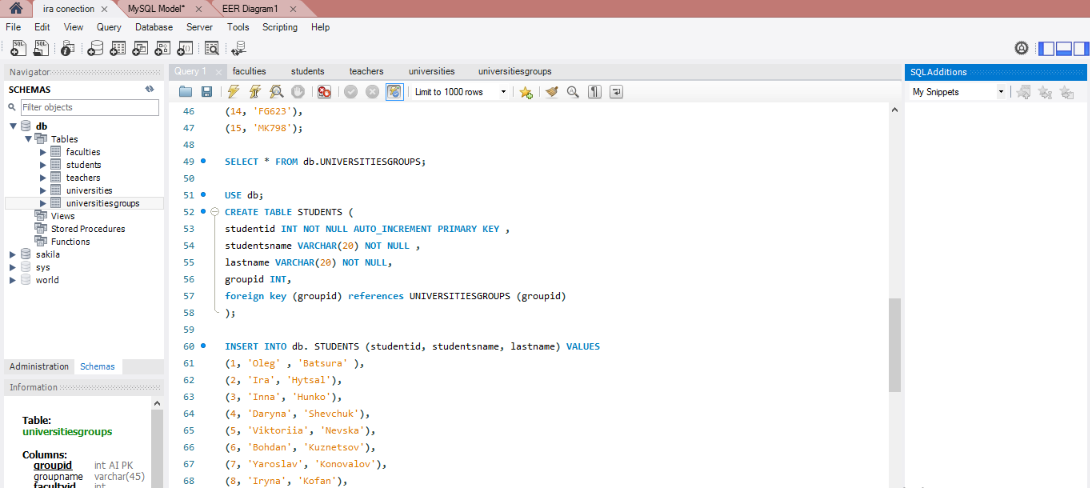 ira conection × MySQL Model* × EER Diagram1 ×
File Edit View Query Database Server Tools Scripting Help
Navigator
SCHEMAS
Filter objects
db
Tables
faculties
students
teachers
universities
universitiesgroups
Views
Stored Procedures
Functions
sakila
sys
world
Administration Schemas
Information
Table:
universitiesgroups
Columns:
groupid int AI PK
groupname varchar(45)
facultyid int
Query 1 × faculties students teachers universities universitiesgroups
Limit to 1000 rows
46 (14, 'FG623'),
47 (15, 'MK798');
48
49 SELECT * FROM db.UNIVERSITIESGROUPS;
50
51 USE db;
52 CREATE TABLE STUDENTS (
53 studentid INT NOT NULL AUTO_INCREMENT PRIMARY KEY ,
54 studentsname VARCHAR(20) NOT NULL ,
55 lastname VARCHAR(20) NOT NULL,
56 groupid INT,
57 foreign key (groupid) references UNIVERSITIESGROUPS (groupid)
58 );
59
60 INSERT INTO db. STUDENTS (studentid, studentsname, lastname) VALUES
61 (1, 'Oleg' , 'Batsura' ),
62 (2, 'Ira', 'Hytsal'),
63 (3, 'Inna', 'Hunko'),
64 (4, 'Daryna', 'Shevchuk'),
65 (5, 'Viktoriia', 'Nevska'),
66 (6, 'Bohdan', 'Kuznetsov'),
67 (7, 'Yaroslav', 'Konovalov'),
68 (8, 'Iryna', 'Kofan'),
SQLAdditions
My Snippets